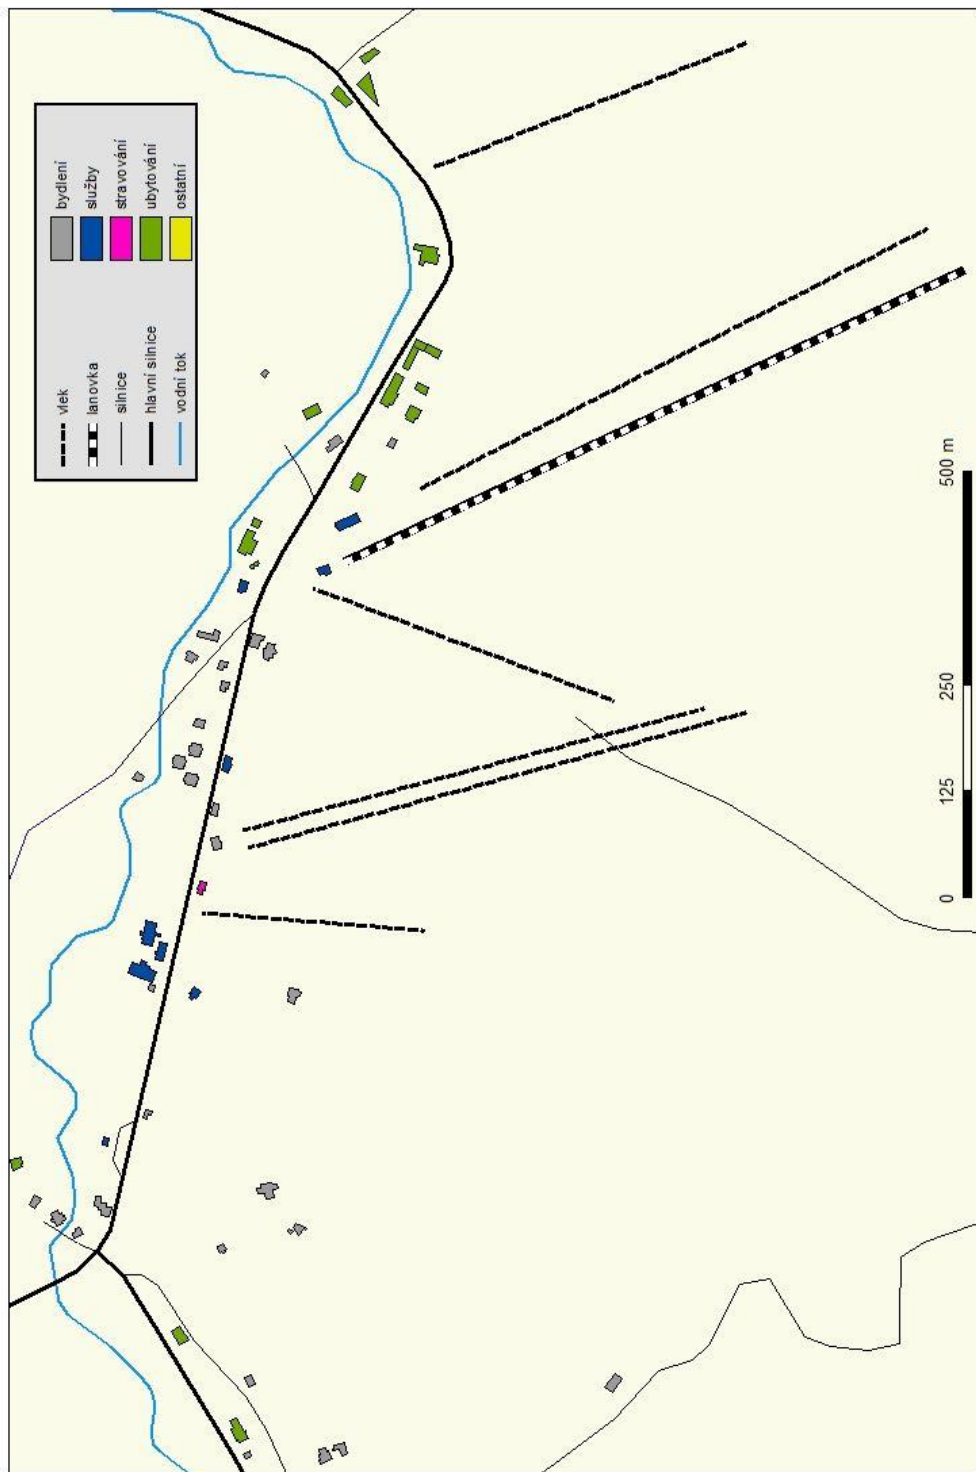 vlek
lanovka
silnice
hlavní silnice
vodní tok
bydlení
služby
stravování
ubytování
ostatní
0 125 250 500 m